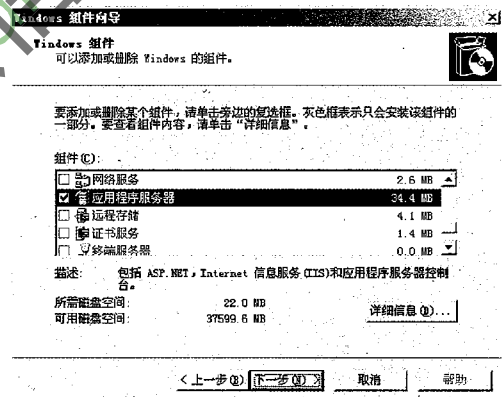 Windows 组件向导
Windows 组件
可以添加或删除 Windows 的组件。
要添加或删除某个组件，请单击旁边的复选框。灰色框表示只会安装该组件的
一部分。要查看组件内容，请单击“详细信息”。
组件(C):
网络服务 2.6 MB
应用程序服务器 34.4 MB
远程存储 4.1 MB
证书服务 1.4 MB
终端服务器 0.0 MB
描述: 包括 ASP.NET，Internet 信息服务(IIS)和应用程序服务器控制
台。
所需磁盘空间: 22.0 MB
可用磁盘空间: 37599.6 MB
详细信息(D)...
<上一步(B) 下一步(N)> 取消 帮助